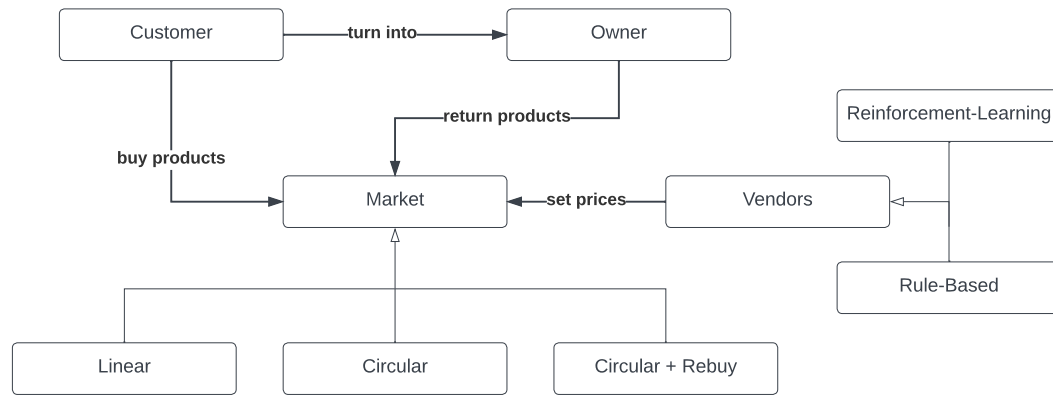 Customer
turn into
Owner
Reinforcement-Learning
return products
buy products
Market
set prices
Vendors
Rule-Based
Linear
Circular
Circular + Rebuy